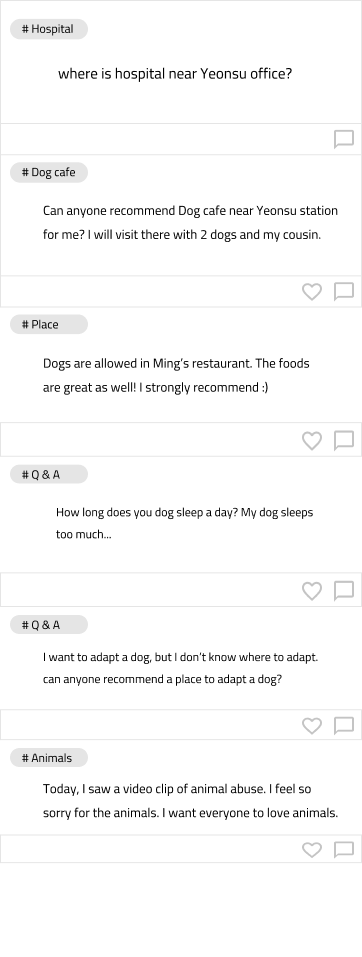 # Hospital
where is hospital near Yeonsu office?
# Dog cafe
Can anyone recommend Dog cafe near Yeonsu station
for me? I will visit there with 2 dogs and my cousin.
# Place
Dogs are allowed in Ming's restaurant. The foods
are great as well! I strongly recommend :)
# Q & A
How long does you dog sleep a day? My dog sleeps
too much...
# Q & A
I want to adapt a dog, but I don't know where to adapt.
can anyone recommend a place to adapt a dog?
# Animals
Today, I saw a video clip of animal abuse. I feel so
sorry for the animals. I want everyone to love animals.